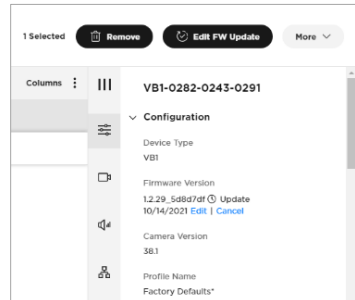 1 Selected
Remove
Edit FW Update
More
Columns
VB1-0282-0243-0291
Configuration
Device Type
VB1
Firmware Version
1.2.29_5d8d7df Update
10/14/2021 Edit | Cancel
Camera Version
38.1
Profile Name
Factory Defaults*